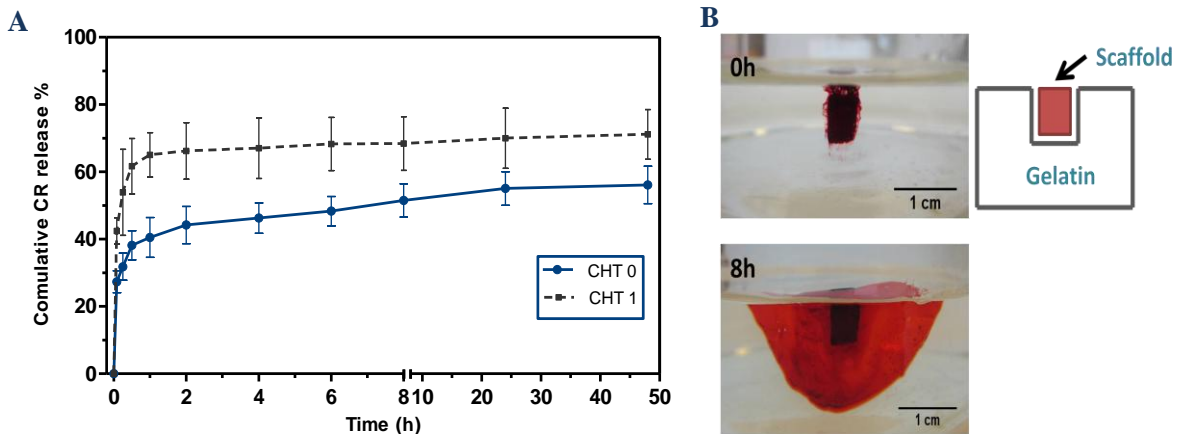 A
Comulative CR release %
100
80
60
40
20
0
CHT 0
CHT 1
0 2 4 6 8 10 20 30 40 50
Time (h)
B
0h
1 cm
Scaffold
Gelatin
8h
1 cm